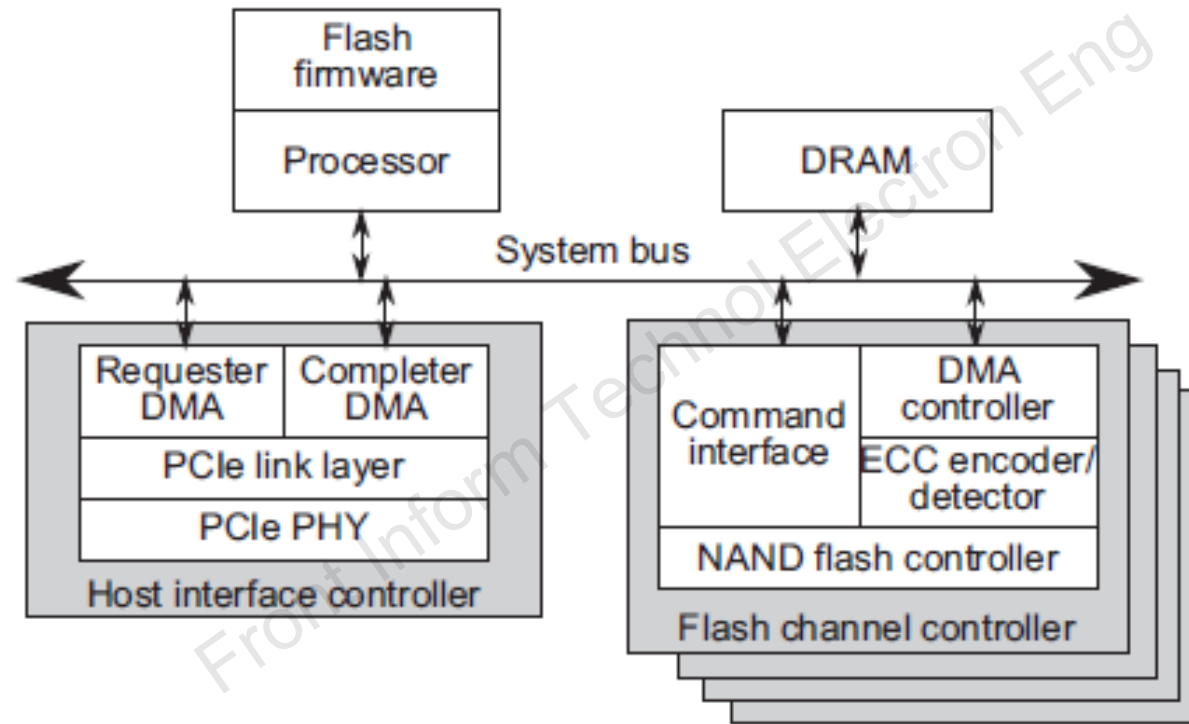 Flash
firmware
Processor
DRAM
System bus
Requester
DMA
Completer
DMA
PCIe link layer
PCIe PHY
Host interface controller
Command
interface
DMA
controller
ECC encoder/
detector
NAND flash controller
Flash channel controller
Front Inform Technol Electron Eng